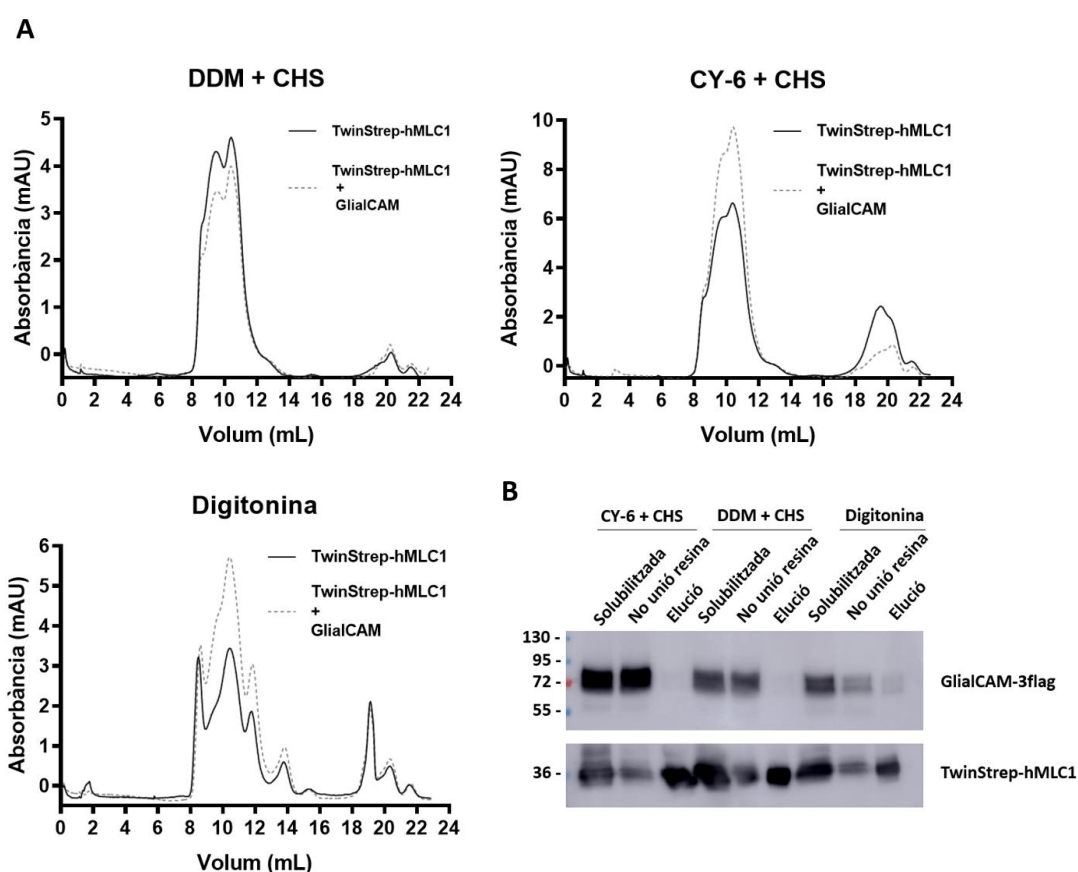 A
DDM + CHS
Absorbància (mAU)
5
4
3
2
1
0
0 2 4 6 8 10 12 14 16 18 20 22 24
Volum (mL)
TwinStrep-hMLC1
TwinStrep-hMLC1
+
GlialCAM
CY-6 + CHS
Absorbància (mAU)
10
8
6
4
2
0
0 2 4 6 8 10 12 14 16 18 20 22 24
Volum (mL)
TwinStrep-hMLC1
TwinStrep-hMLC1
+
GlialCAM
Digitonina
Absorbància (mAU)
6
5
4
3
2
1
0
0 2 4 6 8 10 12 14 16 18 20 22 24
Volum (mL)
TwinStrep-hMLC1
TwinStrep-hMLC1
+
GlialCAM
B
CY-6 + CHS DDM + CHS Digitonina
Solubilitzada No unió resina Elució Solubilitzada No unió resina Elució Solubilitzada No unió resina Elució
130 -
95 -
72 -
55 -
GlialCAM-3flag
36 -
TwinStrep-hMLC1